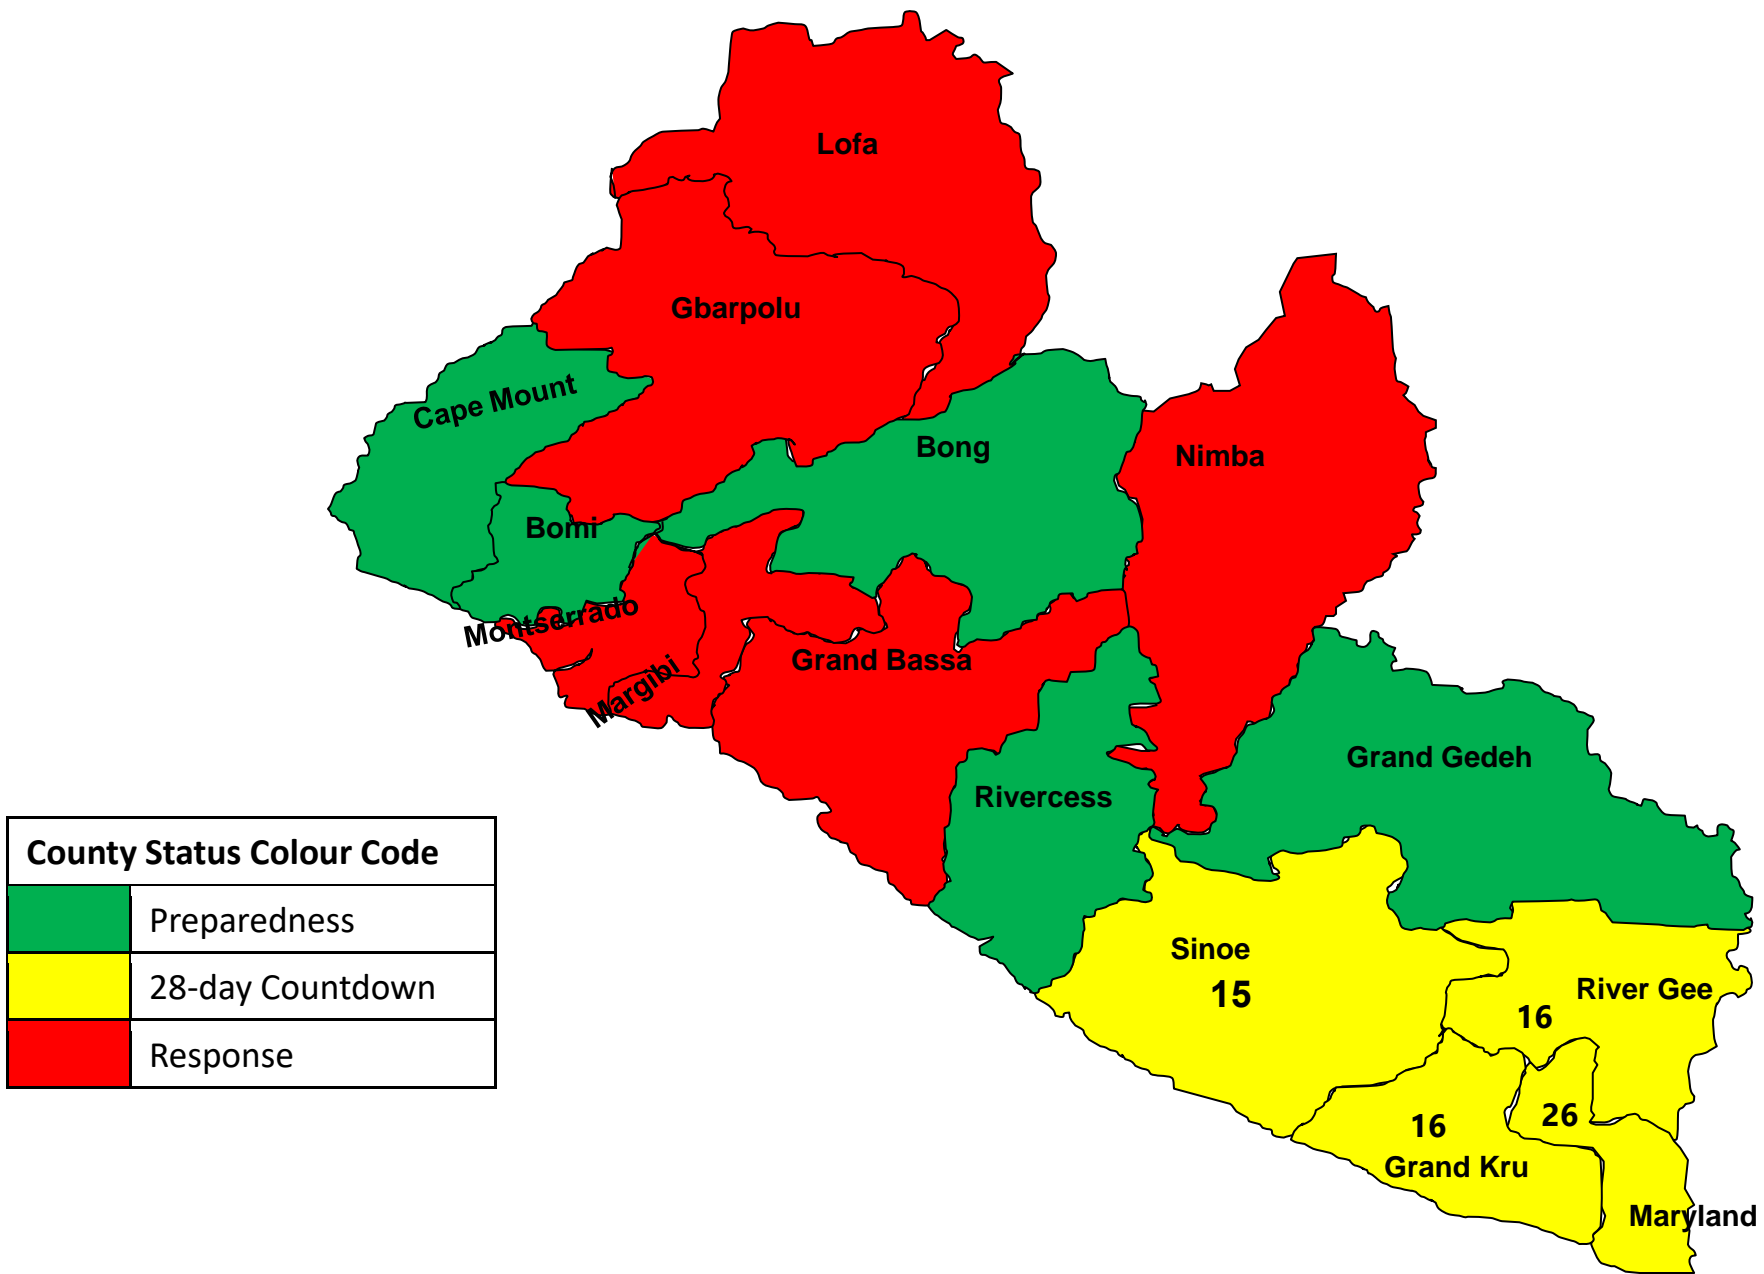 Lofa
Gbarpolu
Cape Mount
Bong
Nimba
Bomi
Montserrado
Grand Bassa
Margibi
Grand Gedeh
Rivercess
County Status Colour Code
Preparedness
28-day Countdown
Response
Sinoe
15
River Gee
16
26
16
Grand Kru
Maryland